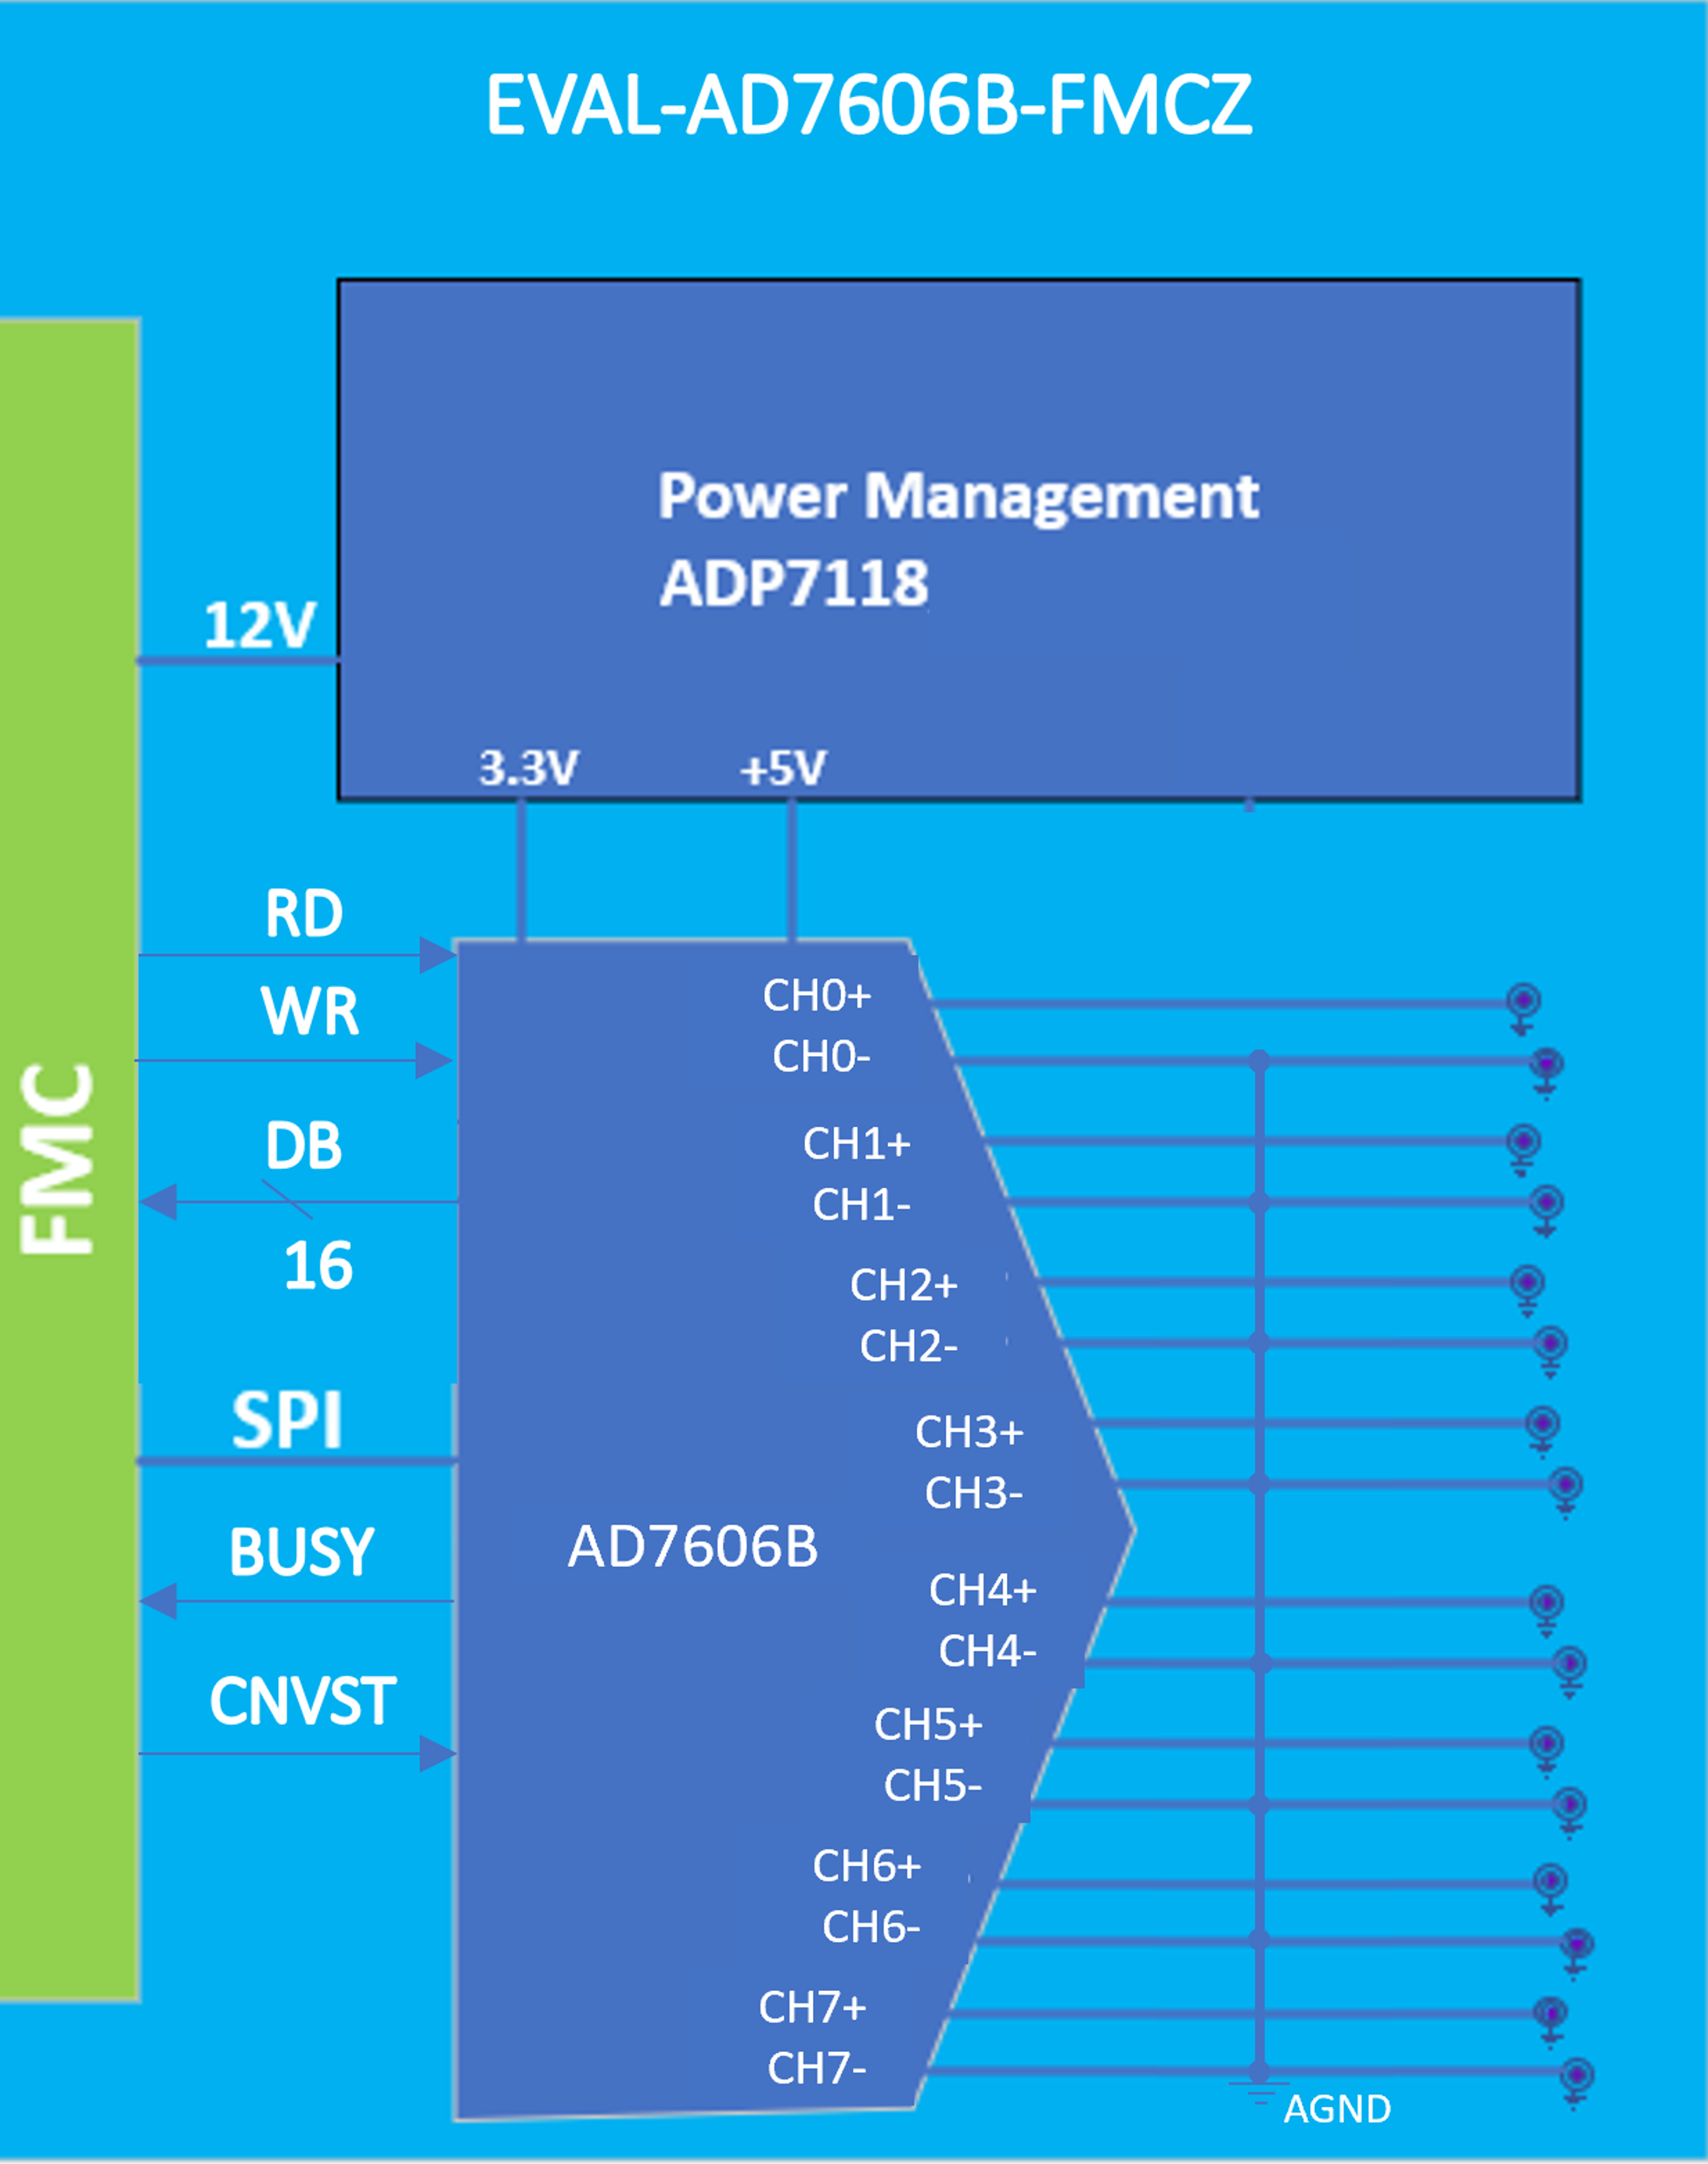 EVAL-AD7606B-FMCZ
Power Management
ADP7118
12V
3.3V
+5V
FMC
RD
WR
DB
16
SPI
BUSY
CNVST
AD7606B
CH0+
CH0-
CH1+
CH1-
CH2+
CH2-
CH3+
CH3-
CH4+
CH4-
CH5+
CH5-
CH6+
CH6-
CH7+
CH7-
AGND